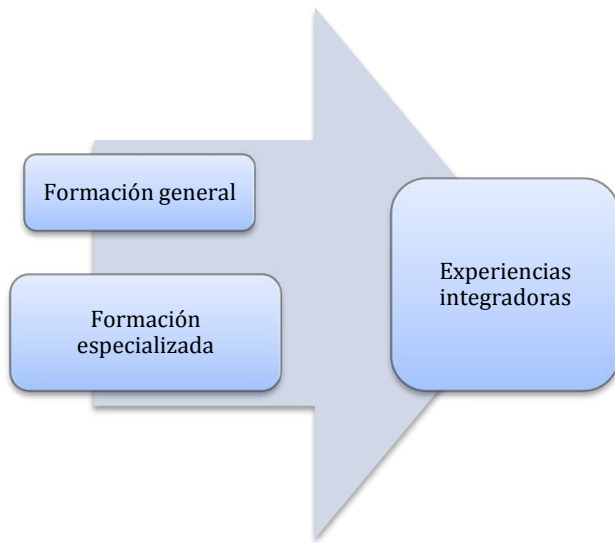 Formación general
Formación
especializada
Experiencias
integradoras